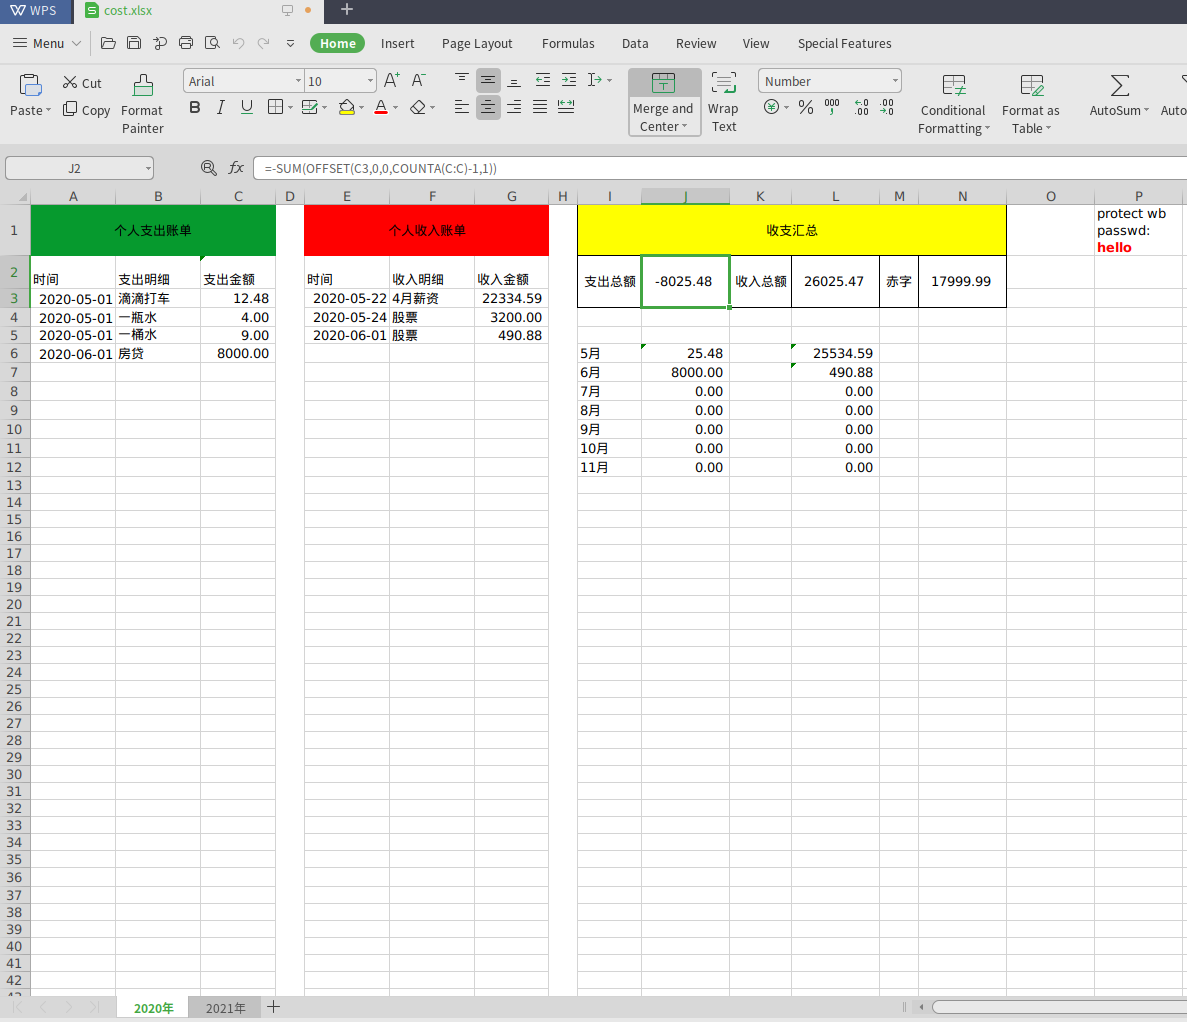 WPS cost.xlsx
Menu Home Insert Page Layout Formulas Data Review View Special Features
Paste Cut Copy Format Painter Arial 10 Merge and Center Wrap Text Number Conditional Formatting Format as Table AutoSum Auto
J2 fx =-SUM(OFFSET(C3,0,0,COUNTA(C:C)-1,1))
A B C D E F G H I J K L M N O P
1 个人支出账单 个人收入账单 收支汇总 protect wb passwd: hello
2 时间 支出明细 支出金额 时间 收入明细 收入金额 支出总额 -8025.48 收入总额 26025.47 赤字 17999.99
3 2020-05-01 滴滴打车 12.48 2020-05-22 4月薪资 22334.59
4 2020-05-01 一瓶水 4.00 2020-05-24 股票 3200.00
5 2020-05-01 一桶水 9.00 2020-06-01 股票 490.88
6 2020-06-01 房贷 8000.00 5月 25.48 25534.59
7 6月 8000.00 490.88
8 7月 0.00 0.00
9 8月 0.00 0.00
10 9月 0.00 0.00
11 10月 0.00 0.00
12 11月 0.00 0.00
13
14
15
16
17
18
19
20
21
22
23
24
25
26
27
28
29
30
31
32
33
34
35
36
37
38
39
40
41
42
2020年 2021年